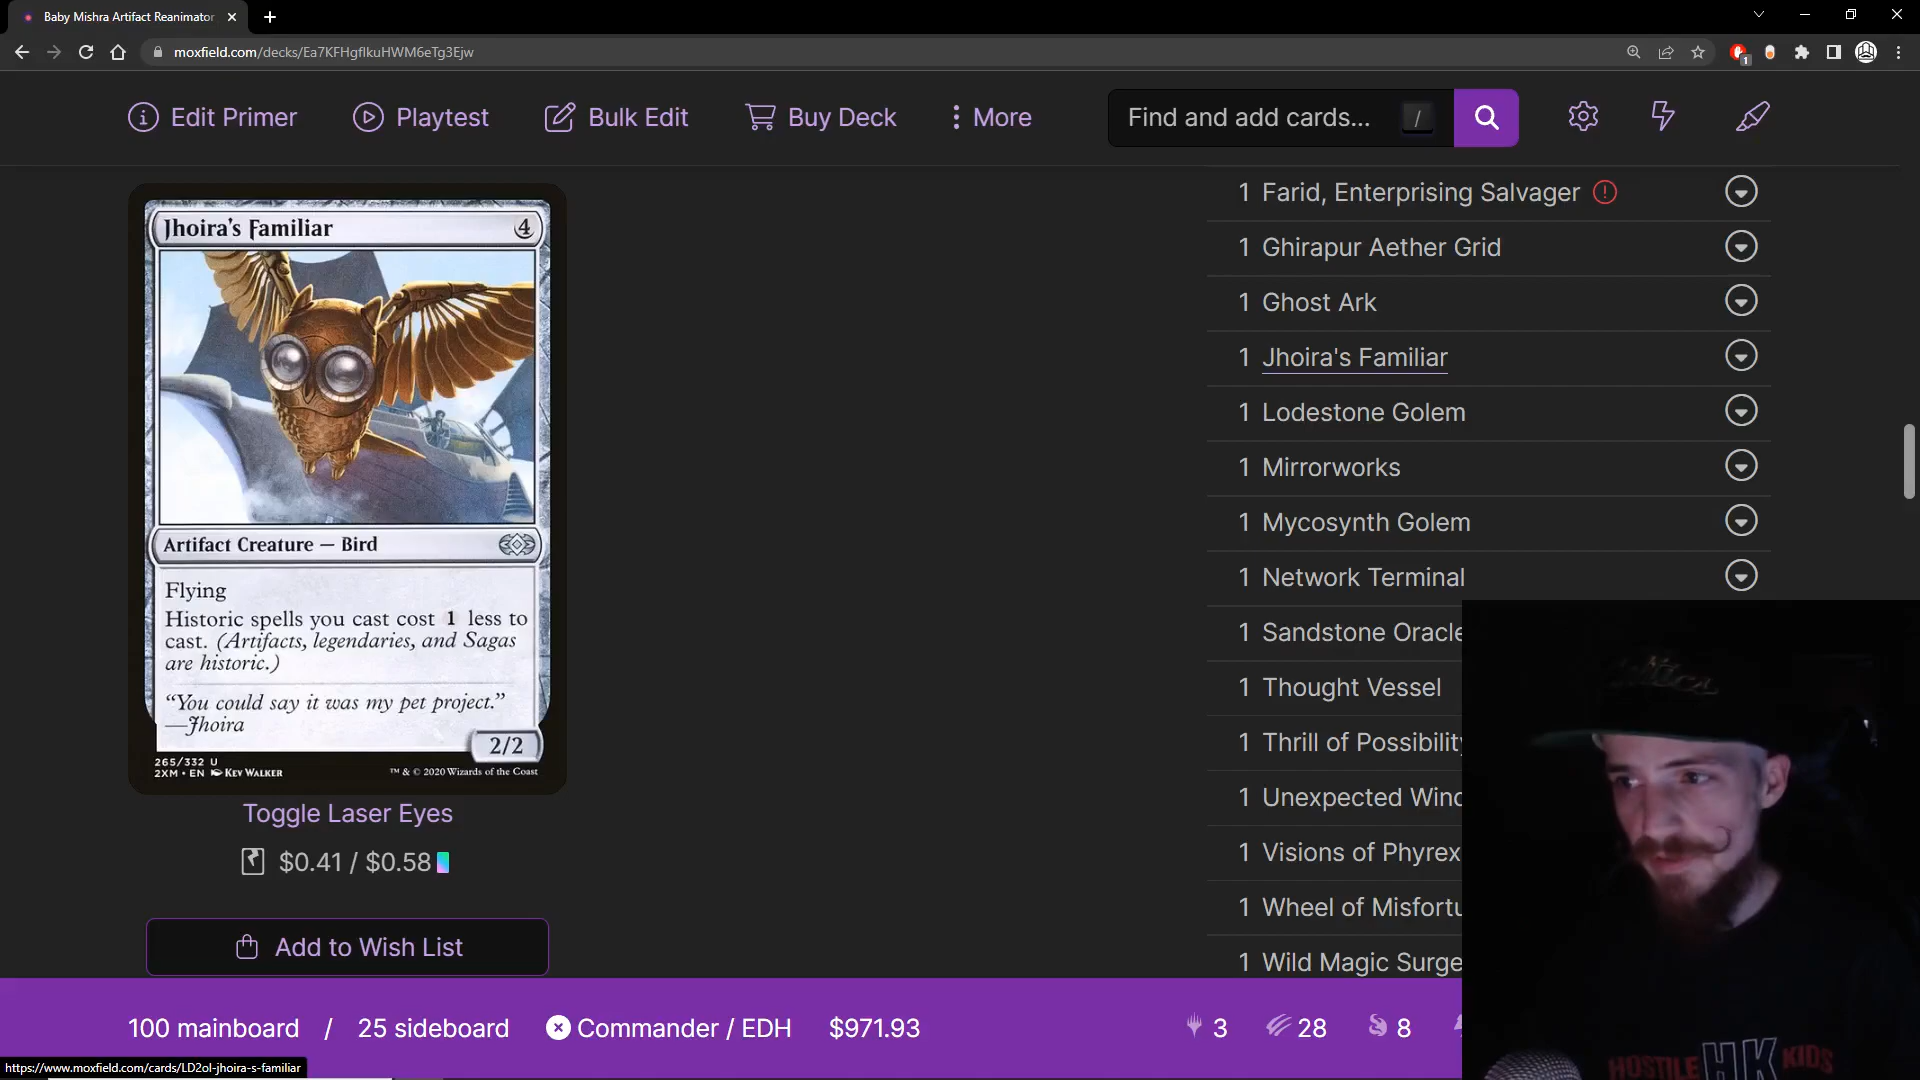 Baby Mishra Artifact Reanimator
moxfield.com/decks/Ea7KFHgfIkuHWM6eTg3Ejw
1
Edit Primer
Playtest
Bulk Edit
Buy Deck
More
Find and add cards...
/
Jhoira's Familiar
4
Artifact Creature — Bird
Flying
Historic spells you cast cost 1 less to
cast. (Artifacts, legendaries, and Sagas
are historic.)
"You could say it was my pet project."
—Jhoira
2/2
265/332 U
2XM • EN KEV WALKER
™ & © 2020 Wizards of the Coast
Toggle Laser Eyes
$0.41 / $0.58
Add to Wish List
1 Farid, Enterprising Salvager
1 Ghirapur Aether Grid
1 Ghost Ark
1 Jhoira's Familiar
1 Lodestone Golem
1 Mirrorworks
1 Mycosynth Golem
1 Network Terminal
1 Sandstone Oracle
1 Thought Vessel
1 Thrill of Possibility
1 Unexpected Wind
1 Visions of Phyrex
1 Wheel of Misfortu
1 Wild Magic Surge
100 mainboard / 25 sideboard
Commander / EDH
$971.93
3
28
8
https://www.moxfield.com/cards/LD2ol-jhoira-s-familiar
HOSTILE HK KIDS